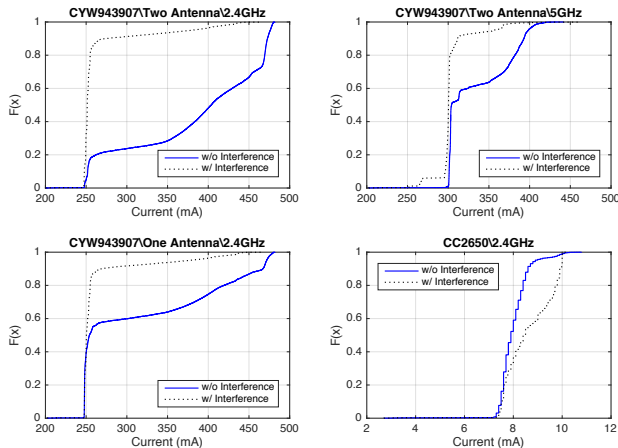 CYW943907\Two Antenna\2.4GHz
1
0.8
0.6
0.4
0.2
0
F(x)
w/o Interference
w/ Interference
200 250 300 350 400 450 500
Current (mA)
CYW943907\Two Antenna\5GHz
1
0.8
0.6
0.4
0.2
0
F(x)
w/o Interference
w/ Interference
200 250 300 350 400 450 500
Current (mA)
CYW943907\One Antenna\2.4GHz
1
0.8
0.6
0.4
0.2
0
F(x)
w/o Interference
w/ Interference
200 250 300 350 400 450 500
Current (mA)
CC2650\2.4GHz
1
0.8
0.6
0.4
0.2
0
F(x)
w/o Interference
w/ Interference
2 4 6 8 10 12
Current (mA)